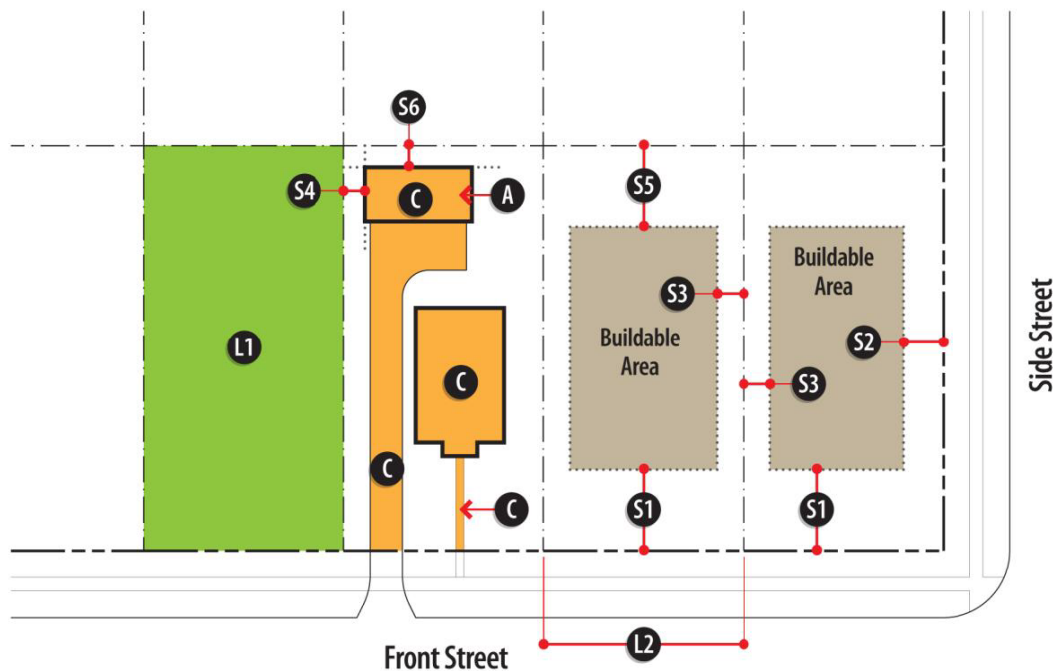 S6
S4
C
A
S5
Buildable
Area
S3
Buildable
Area
S2
L1
C
S3
C
C
S1
S1
Side Street
L2
Front Street